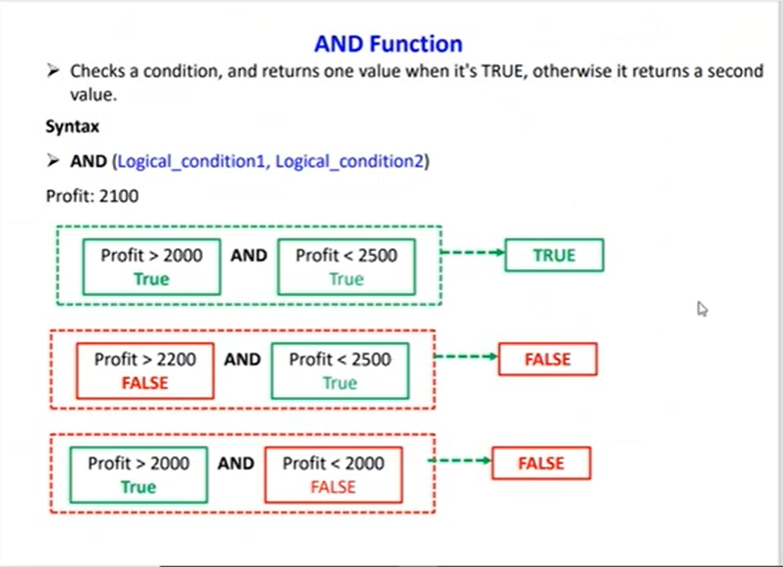 AND Function
➢ Checks a condition, and returns one value when it's TRUE, otherwise it returns a second
value.
Syntax
➢ AND (Logical_condition1, Logical_condition2)
Profit: 2100
Profit > 2000 AND Profit < 2500 TRUE
True True
Profit > 2200 AND Profit < 2500 FALSE
FALSE True
Profit > 2000 AND Profit < 2000 FALSE
True FALSE